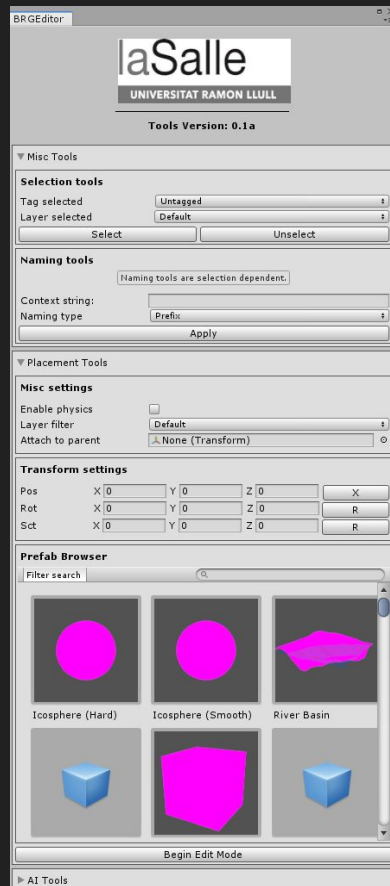 BRGEditor
laSalle
UNIVERSITAT RAMON LLULL
Tools Version: 0.1a
Misc Tools
Selection tools
Tag selected Untagged
Layer selected Default
Select Unselect
Naming tools
Naming tools are selection dependent.
Context string:
Naming type Prefix
Apply
Placement Tools
Misc settings
Enable physics
Layer filter Default
Attach to parent None (Transform)
Transform settings
Pos X 0 Y 0 Z 0 X
Rot X 0 Y 0 Z 0 R
Sct X 0 Y 0 Z 0 R
Prefab Browser
Filter search
Icosphere (Hard) Icosphere (Smooth) River Basin
Begin Edit Mode
AI Tools